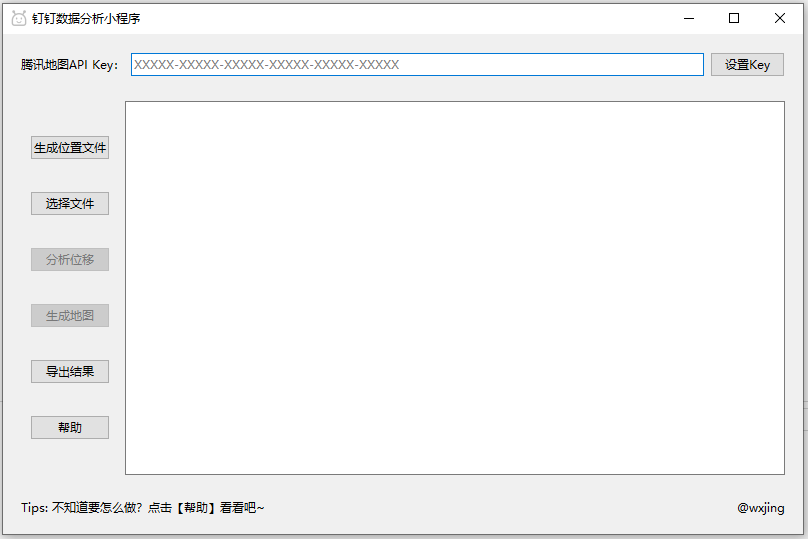 钉钉数据分析小程序
腾讯地图API Key:
XXXXX-XXXXX-XXXXX-XXXXX-XXXXX-XXXXX
设置Key
生成位置文件
选择文件
分析位移
生成地图
导出结果
帮助
Tips: 不知道要怎么做？点击【帮助】看看吧~
@wxjing